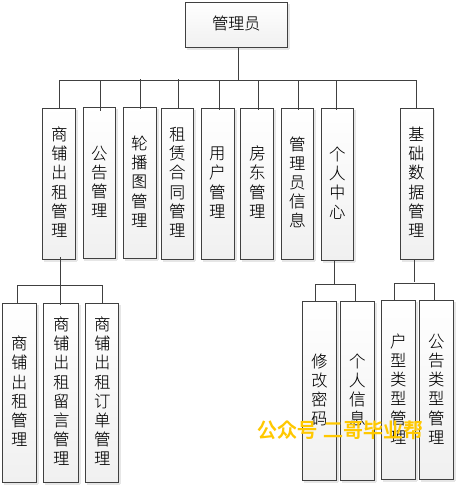 管理员
商铺出租管理
公告管理
轮播图管理
租赁合同管理
用户管理
房东管理
管理员信息
个人中心
基础数据管理
商铺出租管理
商铺出租留言管理
商铺出租订单管理
修改密码
个人信息
户型类型管理
公告类型管理
公众号 二哥毕业帮